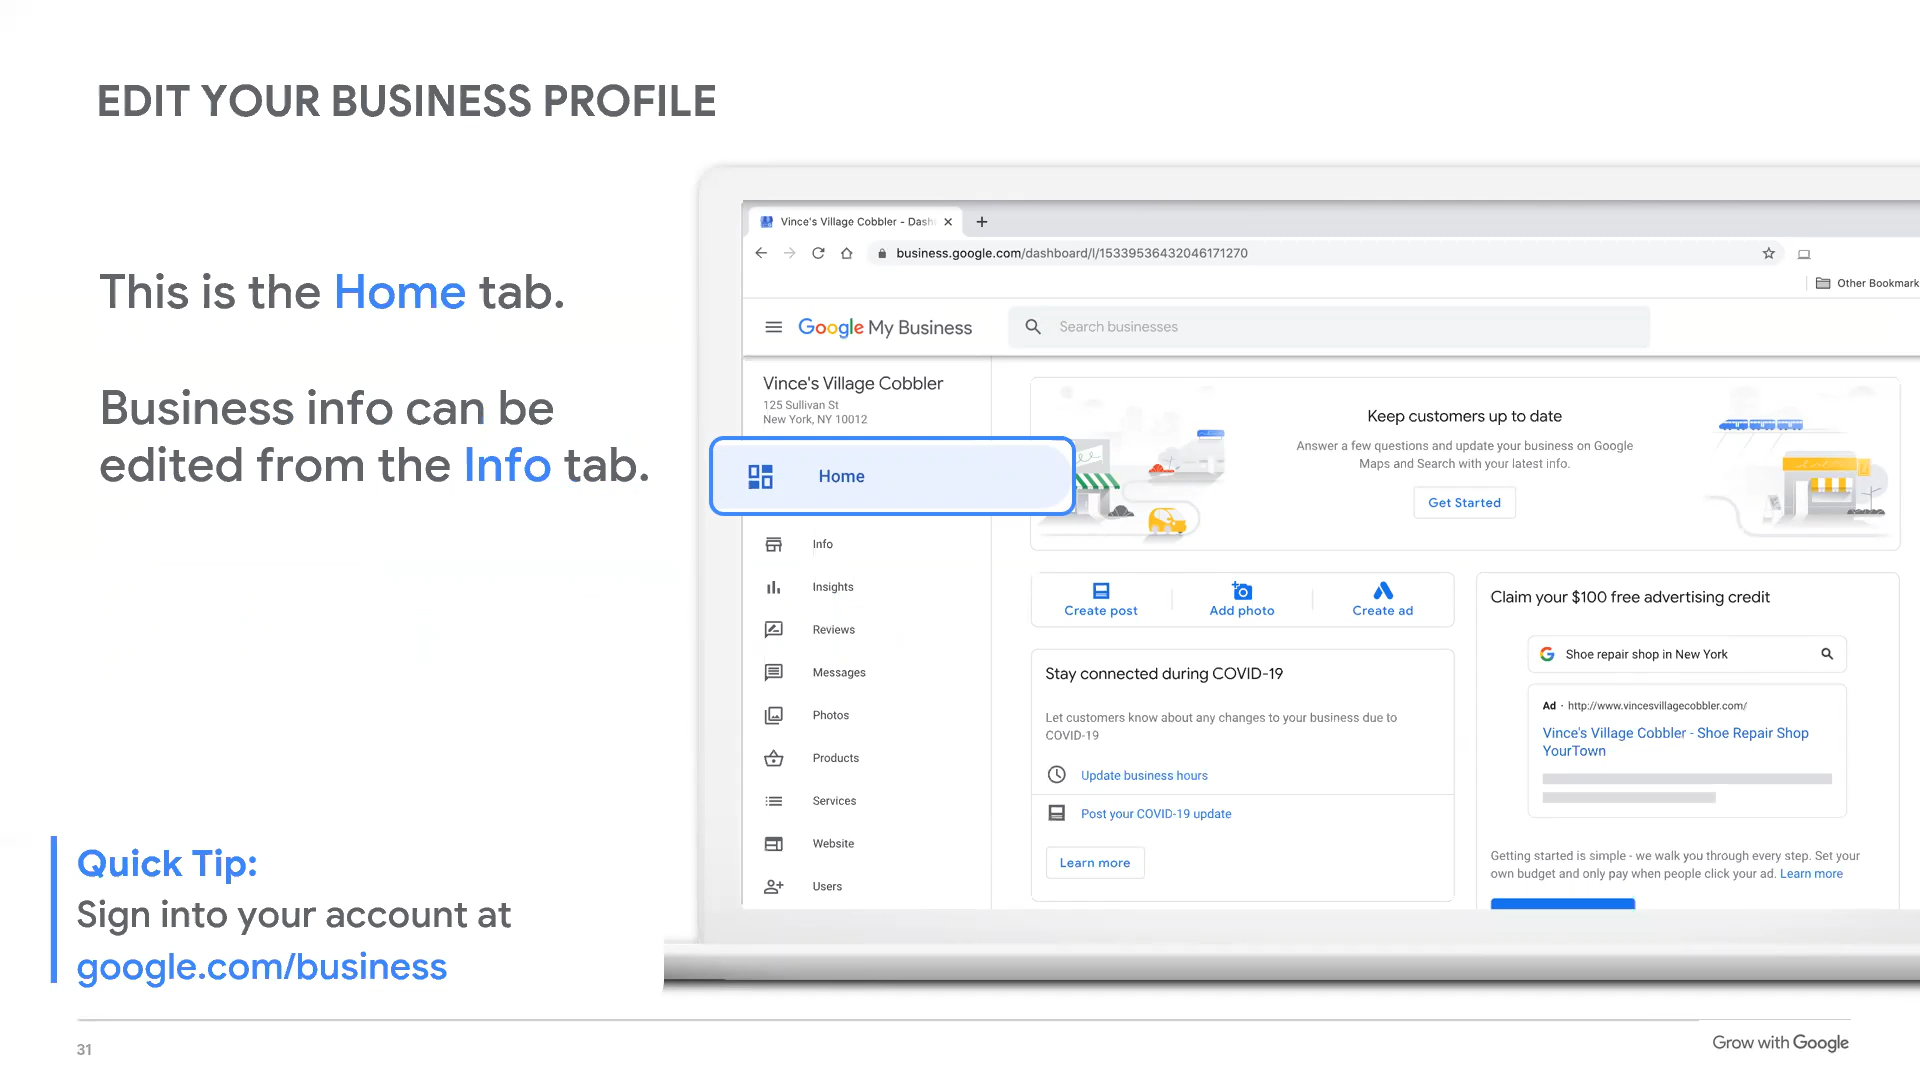 EDIT YOUR BUSINESS PROFILE
This is the Home tab.
Business info can be
edited from the Info tab.
Quick Tip:
Sign into your account at
google.com/business
Vince's Village Cobbler - Dash
business.google.com/dashboard/l/15339536432046171270
Other Bookmark
Google My Business
Search businesses
Vince's Village Cobbler
125 Sullivan St
New York, NY 10012
Home
Info
Insights
Reviews
Messages
Photos
Products
Services
Website
Users
Keep customers up to date
Answer a few questions and update your business on Google
Maps and Search with your latest info.
Get Started
Create post
Add photo
Create ad
Stay connected during COVID-19
Let customers know about any changes to your business due to
COVID-19
Update business hours
Post your COVID-19 update
Learn more
Claim your $100 free advertising credit
Shoe repair shop in New York
Ad · http://www.vincesvillagecobbler.com/
Vince's Village Cobbler - Shoe Repair Shop
YourTown
Getting started is simple - we walk you through every step. Set your
own budget and only pay when people click your ad. Learn more
31
Grow with Google